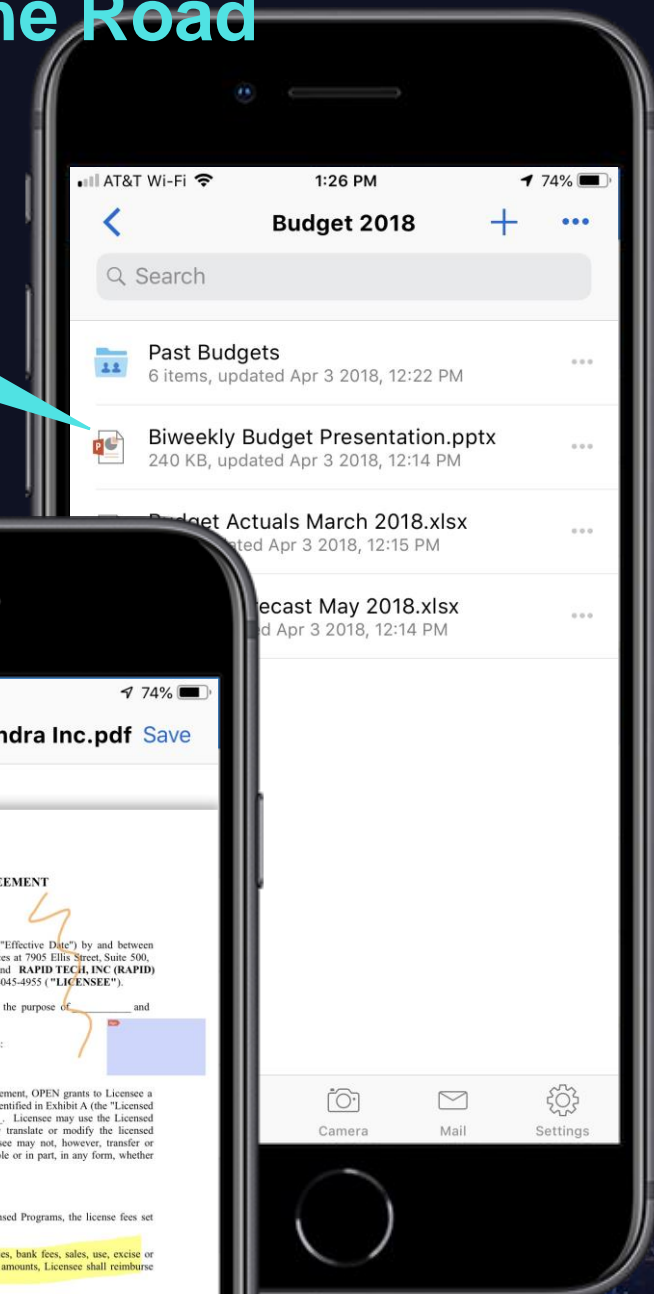 he Road
AT&T Wi-Fi 1:26 PM 74%
Budget 2018
Search
Past Budgets
6 items, updated Apr 3 2018, 12:22 PM
Biweekly Budget Presentation.pptx
240 KB, updated Apr 3 2018, 12:14 PM
Actuals March 2018.xlsx
Apr 3 2018, 12:15 PM
ecast May 2018.xlsx
d Apr 3 2018, 12:14 PM
Camera Mail Settings
74%
ndra Inc.pdf Save
EEMENT
"Effective Date") by and between
es at 7905 Ellis Street, Suite 500,
nd RAPID TECH, INC (RAPID)
045-4955 ("LICENSEE").
the purpose of__________ and
:
ement, OPEN grants to Licensee a
entified in Exhibit A (the "Licensed
_. Licensee may use the Licensed
translate or modify the licensed
see may not, however, transfer or
le or in part, in any form, whether
nsed Programs, the license fees set
es, bank fees, sales, use, excise or
amounts, Licensee shall reimburse